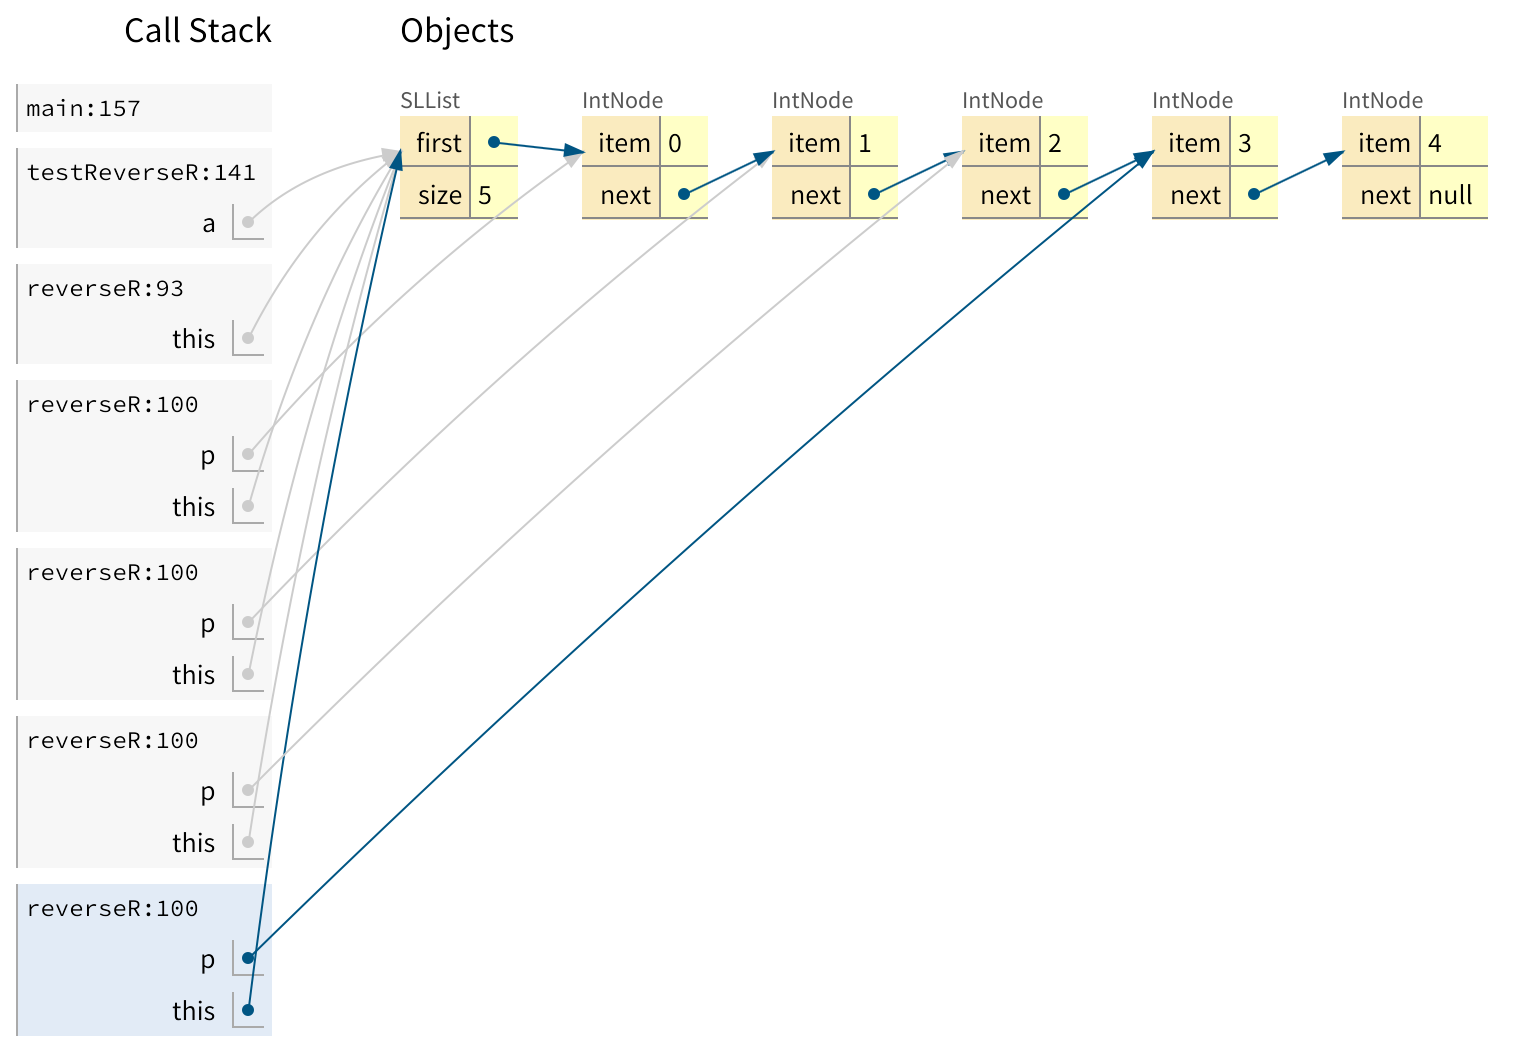 Call Stack
Objects
main:157
testReverseR:141
a
reverseR:93
this
reverseR:100
p
this
reverseR:100
p
this
reverseR:100
p
this
reverseR:100
p
this
SLList
first
size 5
IntNode
item 0
next
IntNode
item 1
next
IntNode
item 2
next
IntNode
item 3
next
IntNode
item 4
next null